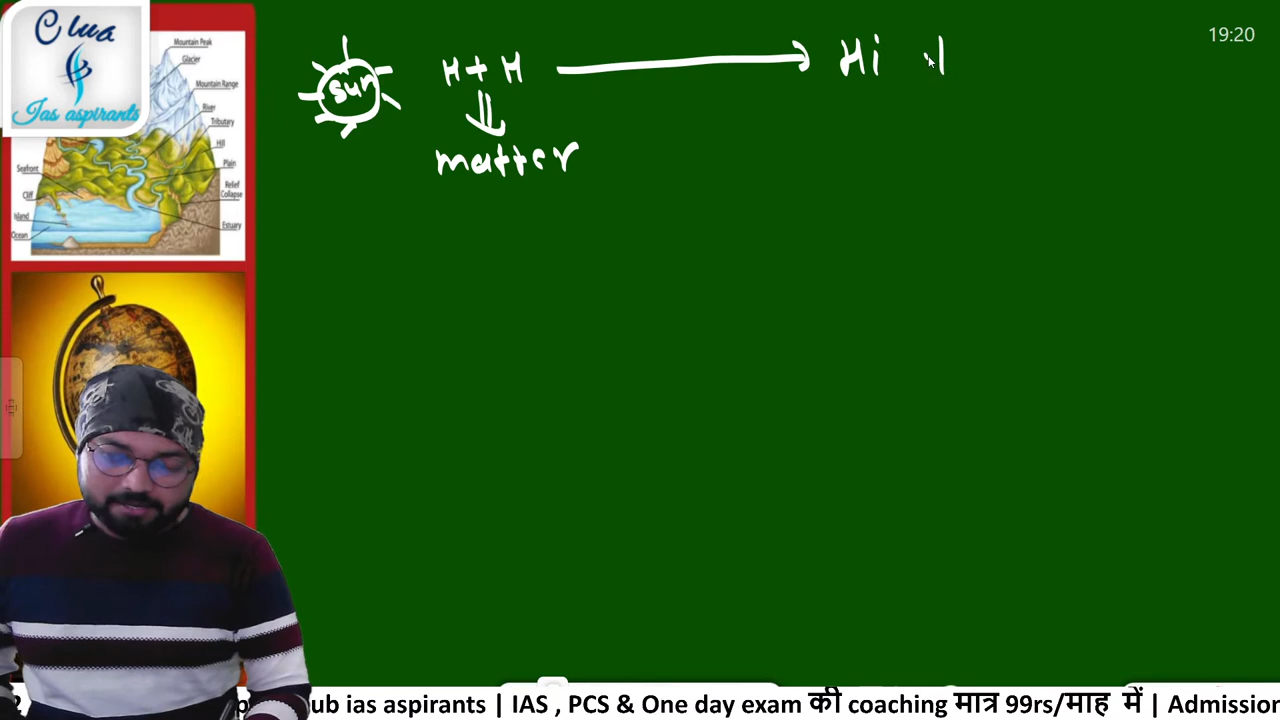 Clua
Ias aspirants
Mountain Peak
Glacier
Mountain Range
River
Tributary
Hill
Plain
Relief
Collapse
Estuary
Seafront
Cliff
Island
Ocean
19:20
sun
H + H → Hi
⇓
matter
ub ias aspirants | IAS , PCS & One day exam की coaching मात्र 99rs/माह में | Admission